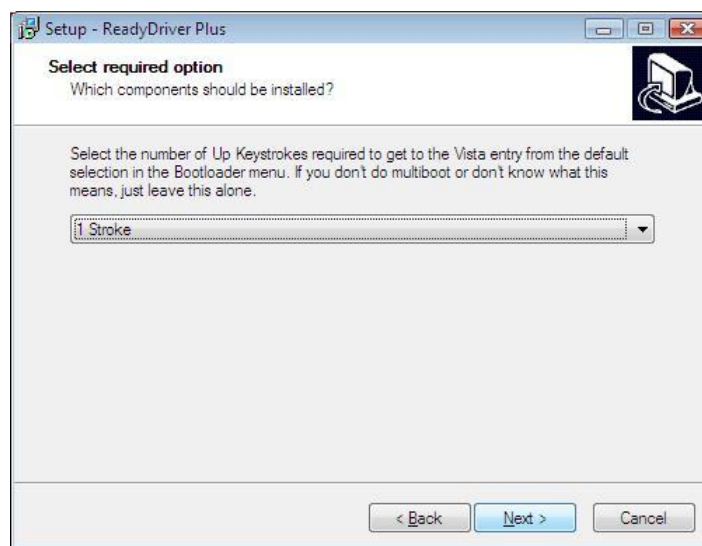 Setup - ReadyDriver Plus
Select required option
Which components should be installed?
Select the number of Up Keystrokes required to get to the Vista entry from the default
selection in the Bootloader menu. If you don't do multiboot or don't know what this
means, just leave this alone.
1 Stroke
< Back
Next >
Cancel